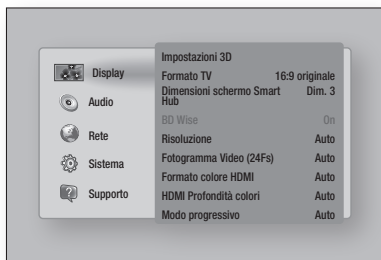 Display
Audio
Rete
Sistema
Supporto
Impostazioni 3D
Formato TV 16:9 originale
Dimensioni schermo Smart Dim. 3
Hub
BD Wise On
Risoluzione Auto
Fotogramma Video (24Fs) Auto
Formato colore HDMI Auto
HDMI Profondità colori Auto
Modo progressivo Auto